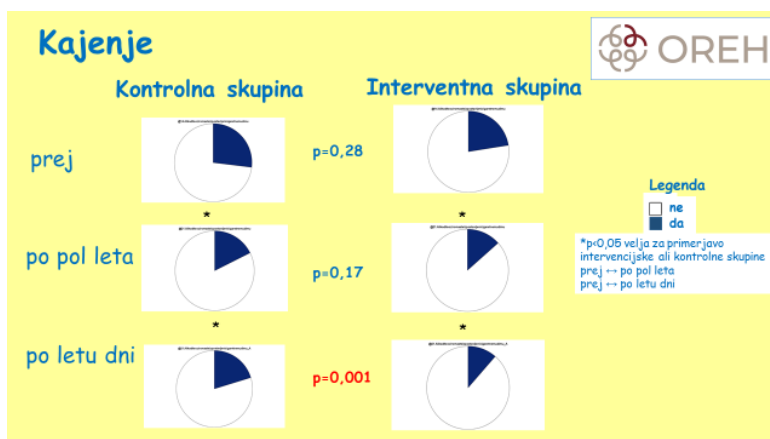 Kajenje
OREH
Kontrolna skupina
Interventna skupina
prej
p=0,28
Legenda
ne
da
*
*
po pol leta
p=0,17
*p<0,05 velja za primerjavo
intervencijske ali kontrolne skupine
prej ↔ po pol leta
prej ↔ po letu dni
*
*
po letu dni
p=0,001